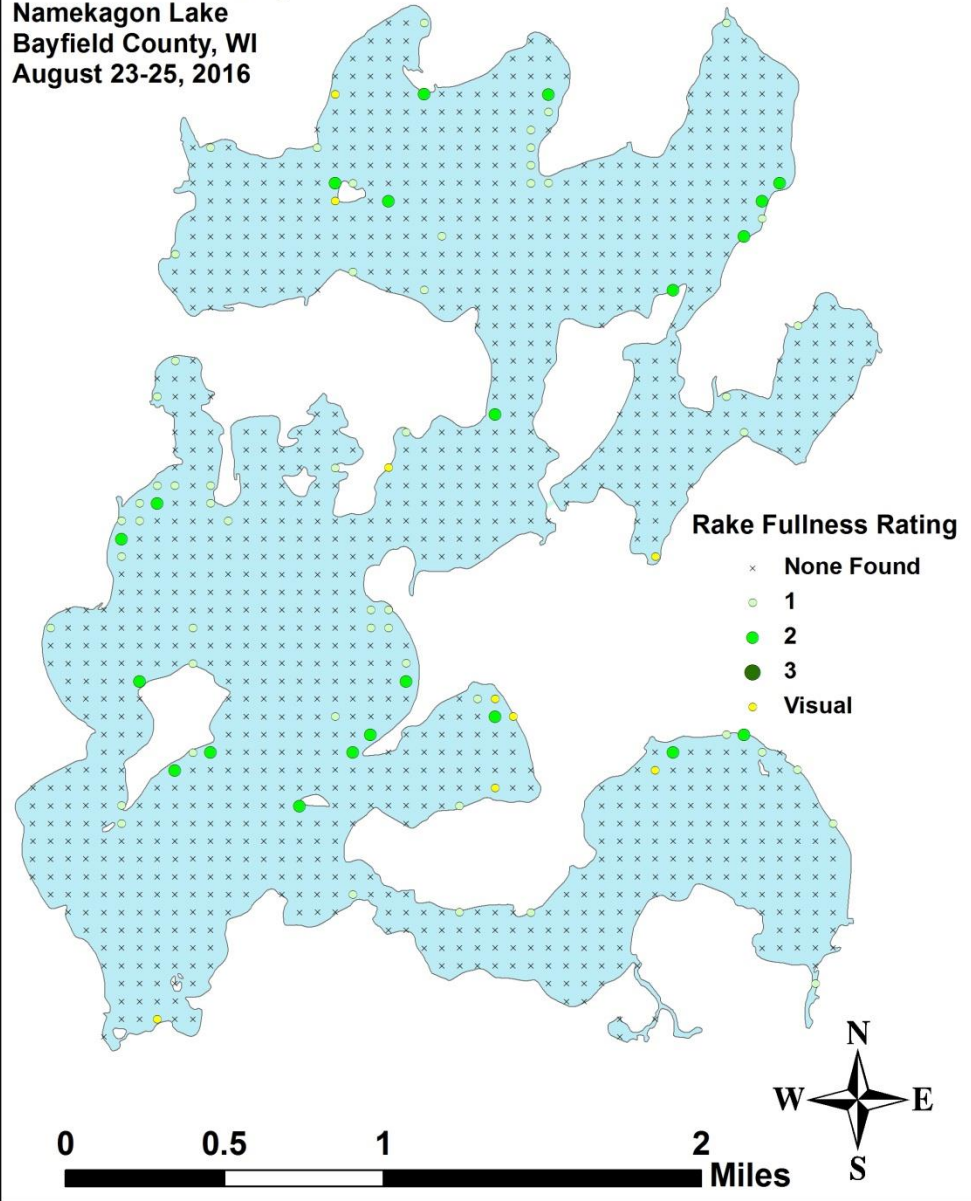 Namekagon Lake
Bayfield County, WI
August 23-25, 2016
Rake Fullness Rating
None Found
1
2
3
Visual
N
W E
S
0 0.5 1 2
Miles